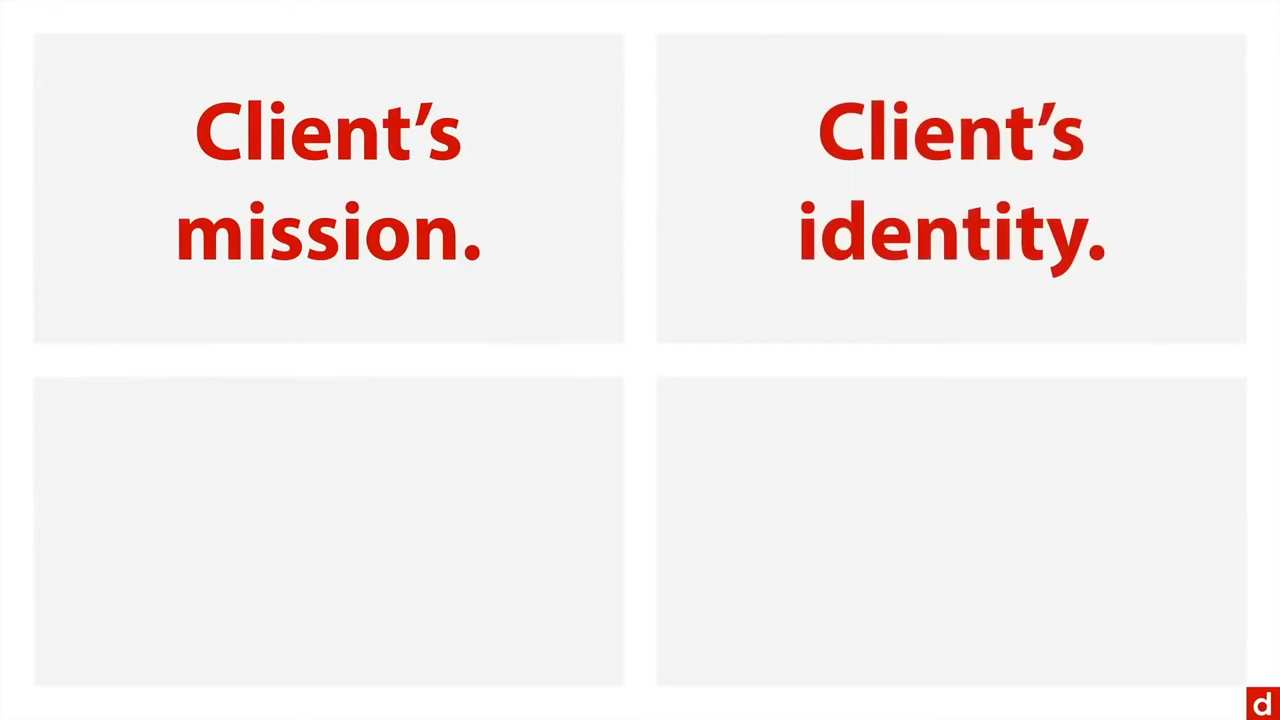 Client’s
mission.
Client’s
identity.
d